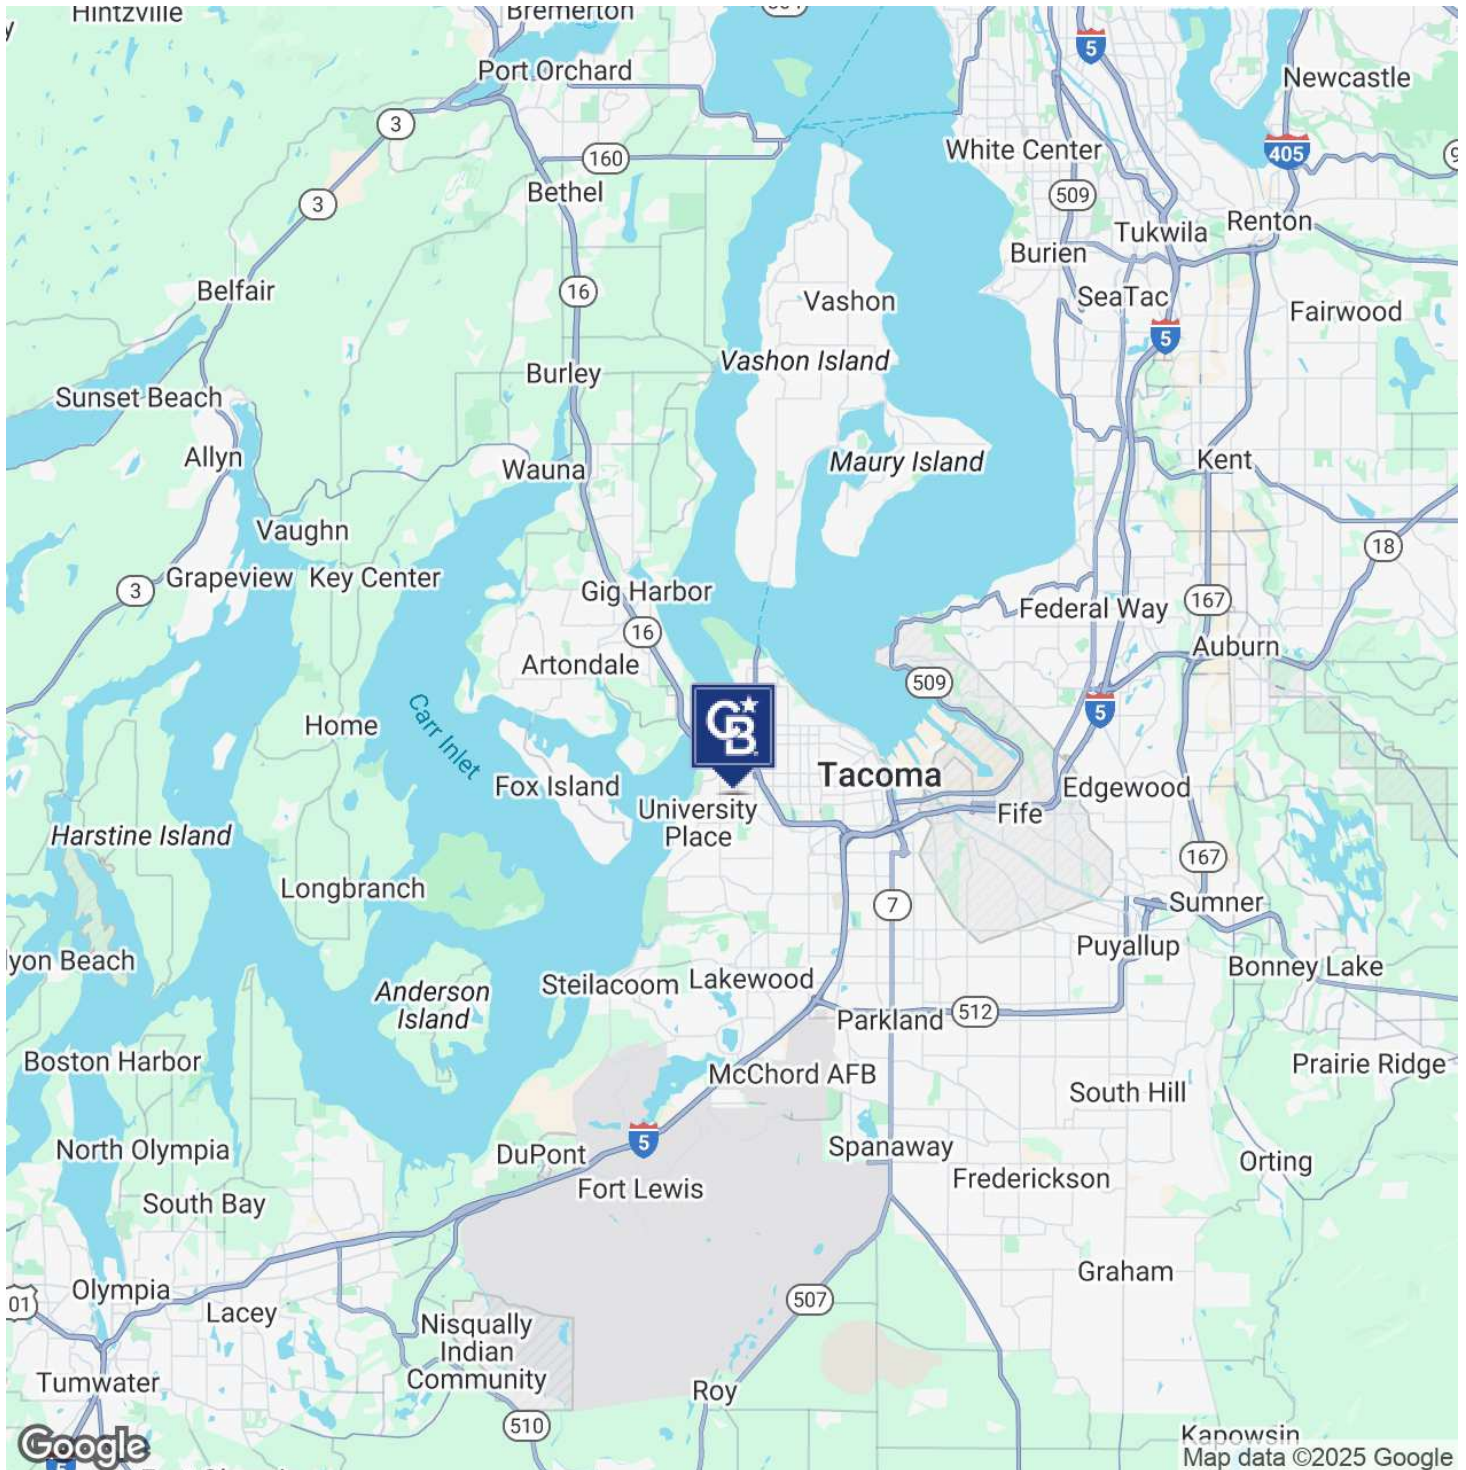 Hintzville
Bremerton
Port Orchard
5
Newcastle
3
160
White Center
405
Bethel
509
3
Tukwila
Renton
Burien
Belfair
16
Vashon
SeaTac
Fairwood
5
Vashon Island
Burley
Sunset Beach
Allyn
Wauna
Maury Island
Kent
Vaughn
18
Grapeview
Key Center
3
Gig Harbor
Federal Way
167
16
Auburn
Artondale
509
Home
Carr Inlet
CB
5
Fox Island
Tacoma
Edgewood
University
Place
Fife
Harstine Island
167
Longbranch
7
Sumner
Puyallup
yon Beach
Bonney Lake
Steilacoom
Lakewood
Anderson
Island
512
Parkland
Boston Harbor
McChord AFB
Prairie Ridge
South Hill
5
North Olympia
DuPont
Spanaway
Orting
Fort Lewis
Frederickson
South Bay
Graham
Olympia
01
Lacey
507
Nisqually
Indian
Community
Tumwater
Roy
510
Kapowsin
Google
5
Map data ©2025 Google